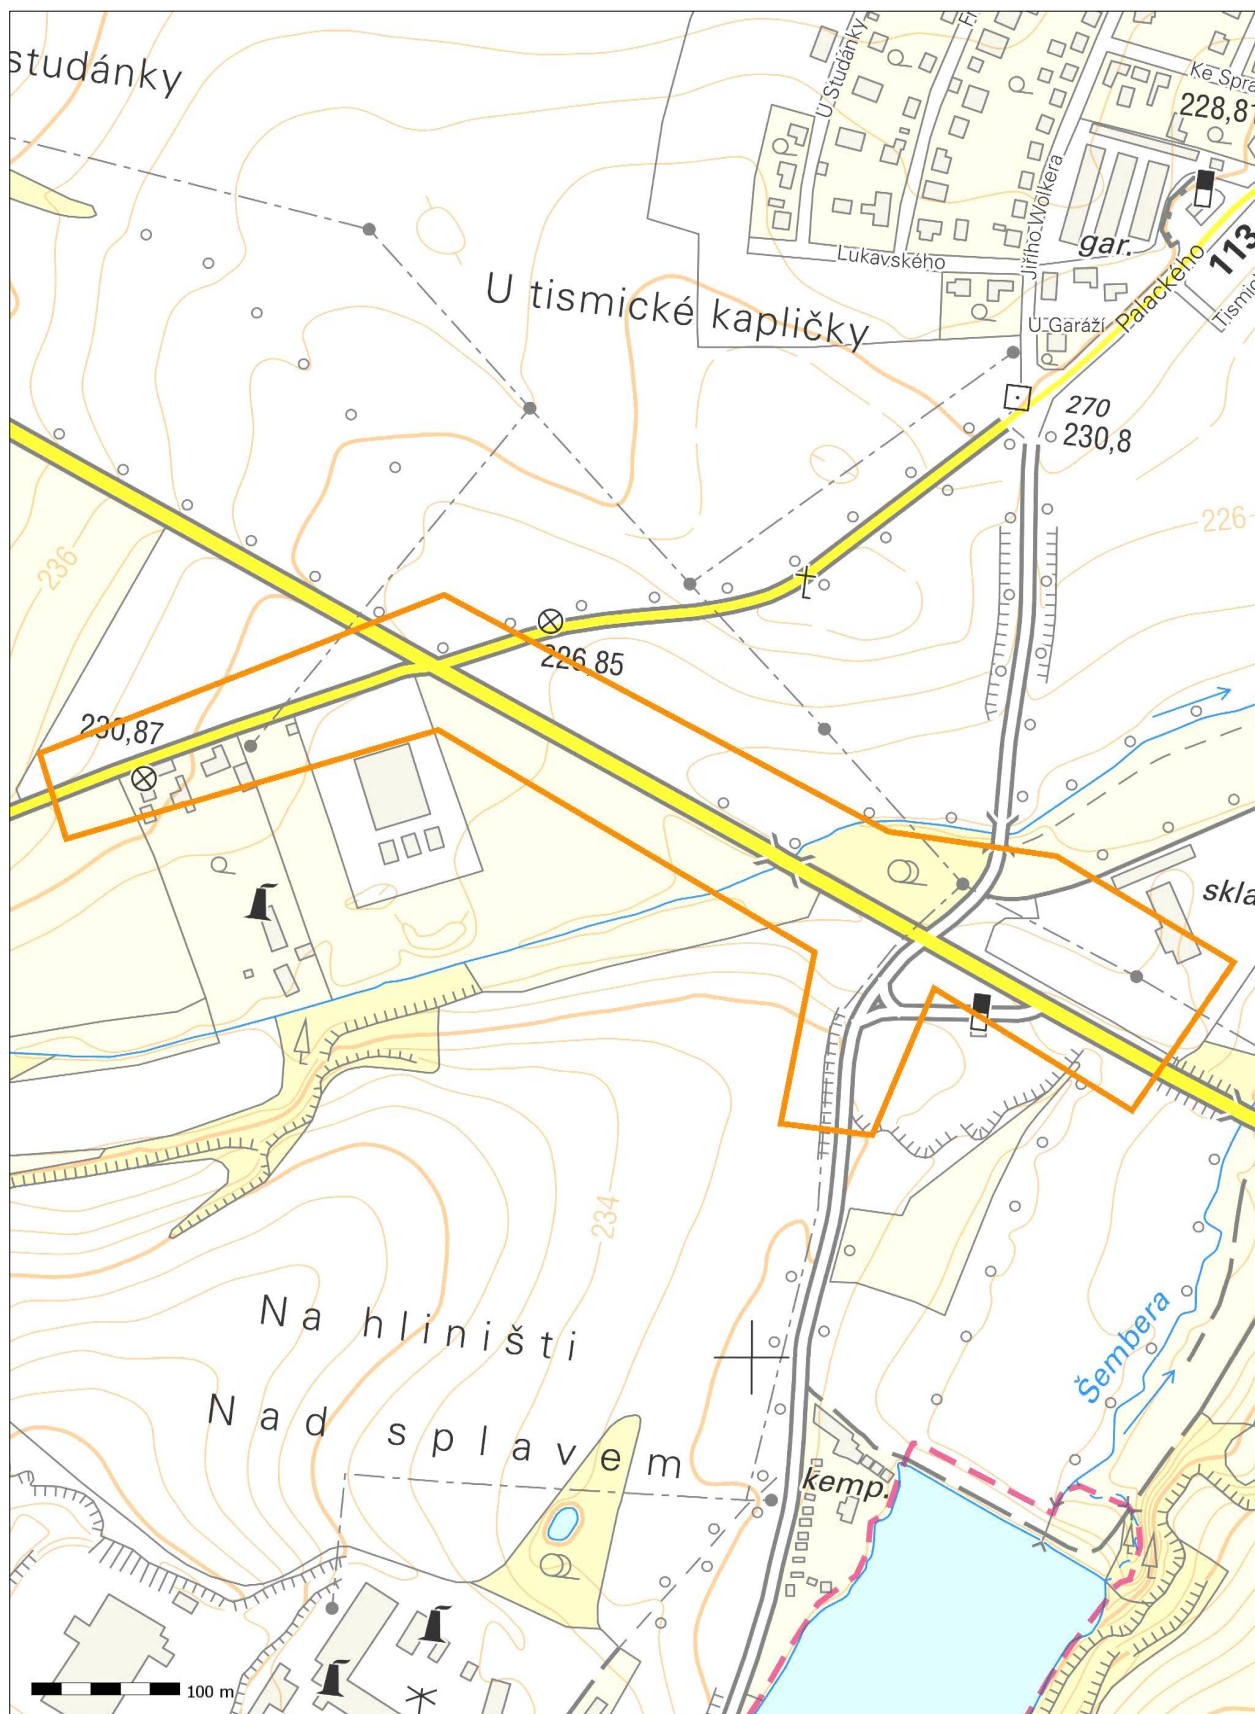 studánky
U Studánky
Ke Spra
228,81
Jiřího Wolkera
gar.
Lukavského
113
Palackého
Tismic
U tismické kapličky
U Garáží
270
230,8
236
226
226,85
230,87
skla
234
Na hliništi
Šembera
Nad splavem
kemp.
100 m